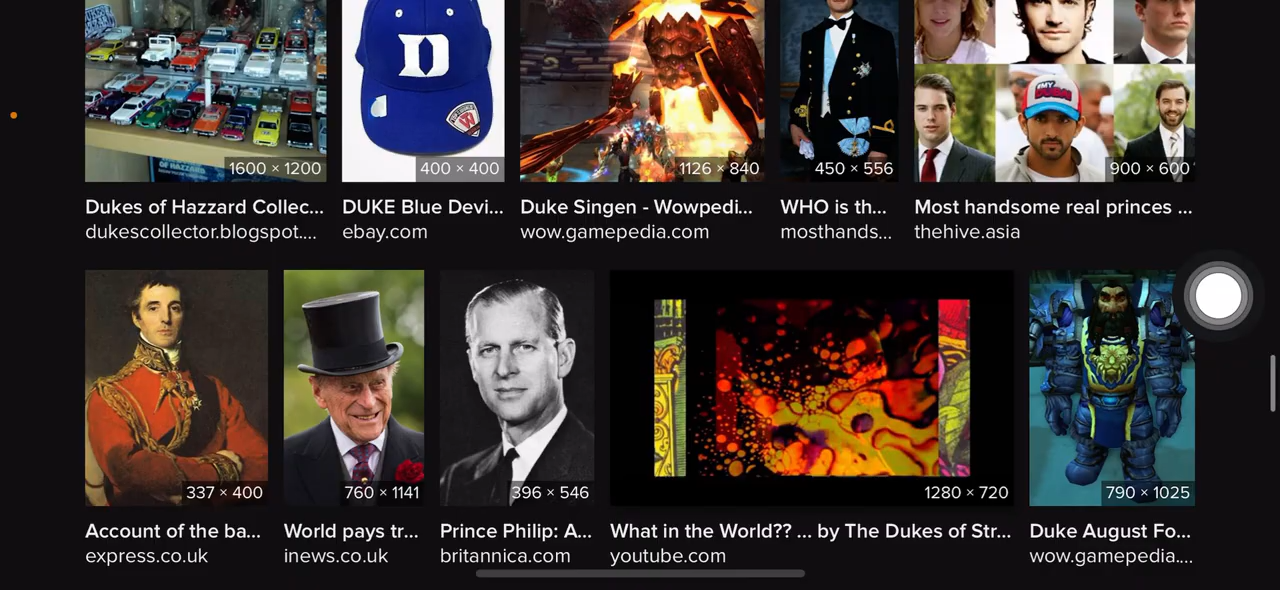 D
1600 × 1200
400 × 400
1126 × 840
450 × 556
900 × 600
Dukes of Hazzard Collec...
DUKE Blue Devi...
Duke Singen - Wowpedi...
WHO is th...
Most handsome real princes ...
dukescollector.blogspot....
ebay.com
wow.gamepedia.com
mosthands...
thehive.asia
337 × 400
760 × 1141
396 × 546
1280 × 720
790 × 1025
Account of the ba...
World pays tr...
Prince Philip: A...
What in the World?? ... by The Dukes of Str...
Duke August Fo...
express.co.uk
inews.co.uk
britannica.com
youtube.com
wow.gamepedia....